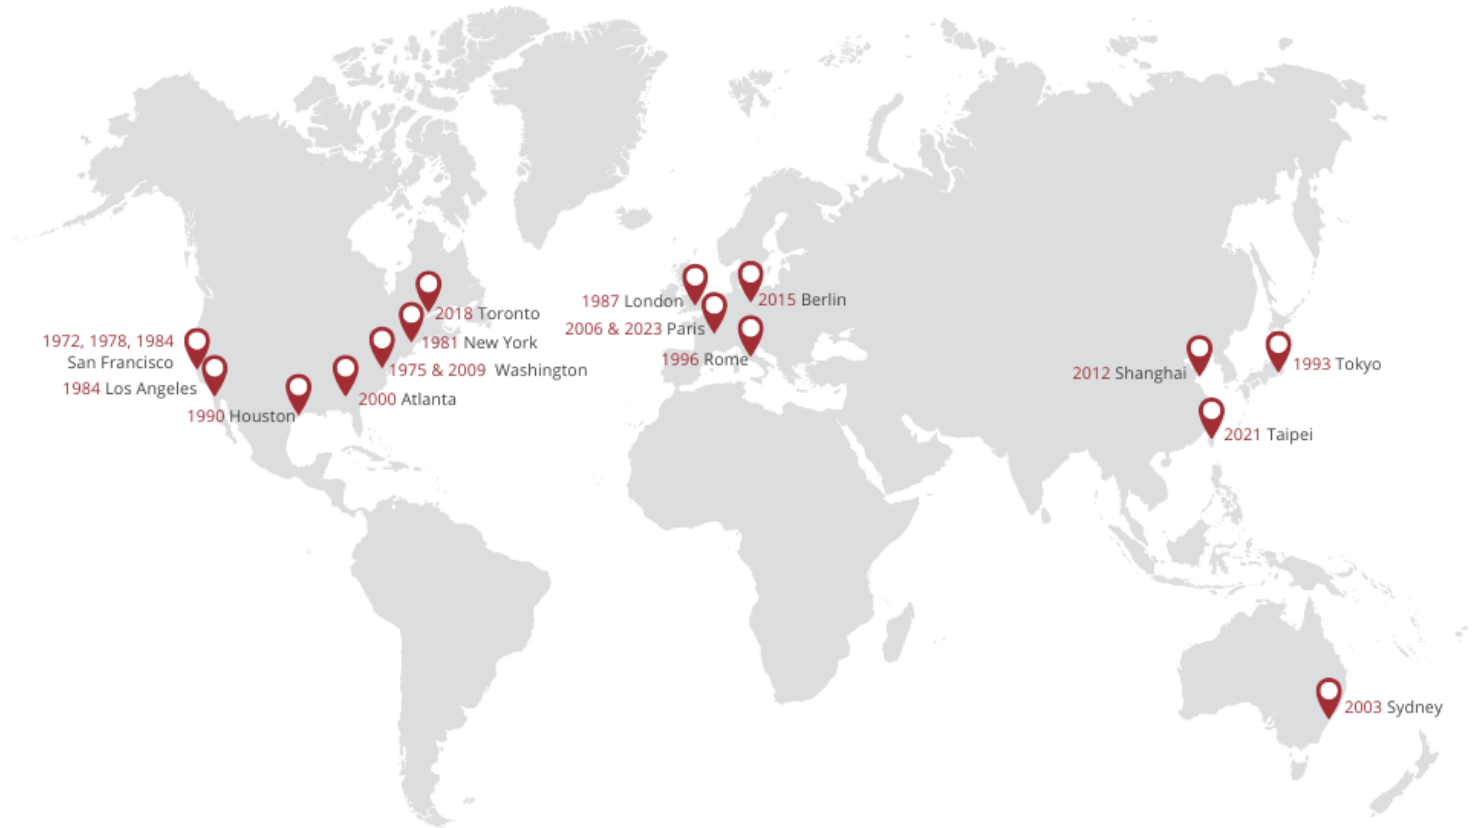 1972, 1978, 1984
San Francisco
1984 Los Angeles
1990 Houston
2018 Toronto
1981 New York
1975 & 2009 Washington
2000 Atlanta
1987 London
2015 Berlin
2006 & 2023 Paris
1996 Rome
2012 Shanghai
1993 Tokyo
2021 Taipei
2003 Sydney